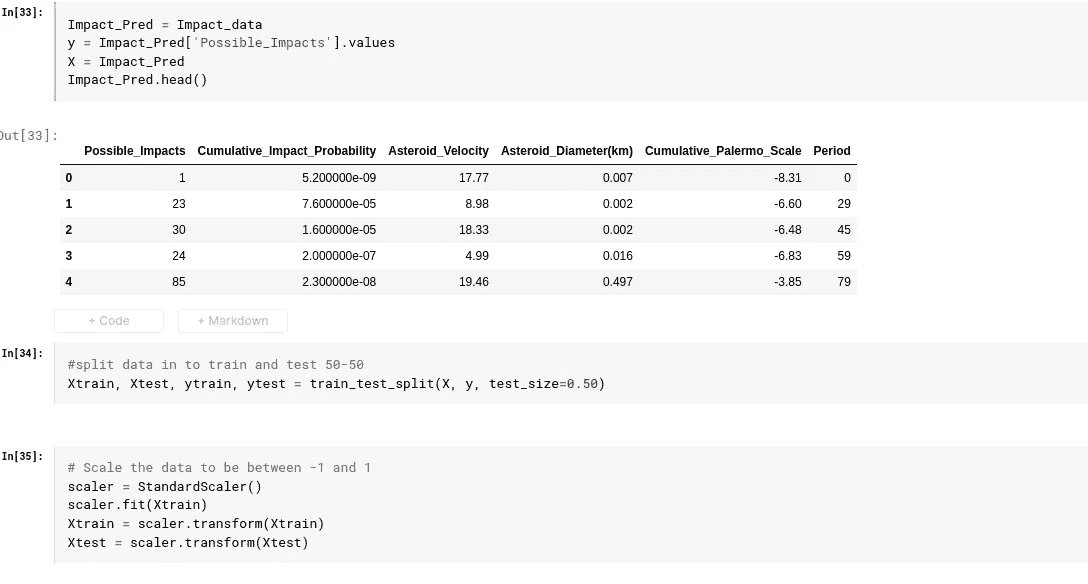 In[33]:
Impact_Pred = Impact_data
y = Impact_Pred['Possible_Impacts'].values
X = Impact_Pred
Impact_Pred.head()
Out[33]:
Possible_Impacts Cumulative_Impact_Probability Asteroid_Velocity Asteroid_Diameter(km) Cumulative_Palermo_Scale Period
0 1 5.200000e-09 17.77 0.007 -8.31 0
1 23 7.600000e-05 8.98 0.002 -6.60 29
2 30 1.600000e-05 18.33 0.002 -6.48 45
3 24 2.000000e-07 4.99 0.016 -6.83 59
4 85 2.300000e-08 19.46 0.497 -3.85 79
+ Code + Markdown
In[34]:
#split data in to train and test 50-50
Xtrain, Xtest, ytrain, ytest = train_test_split(X, y, test_size=0.50)
In[35]:
# Scale the data to be between -1 and 1
scaler = StandardScaler()
scaler.fit(Xtrain)
Xtrain = scaler.transform(Xtrain)
Xtest = scaler.transform(Xtest)